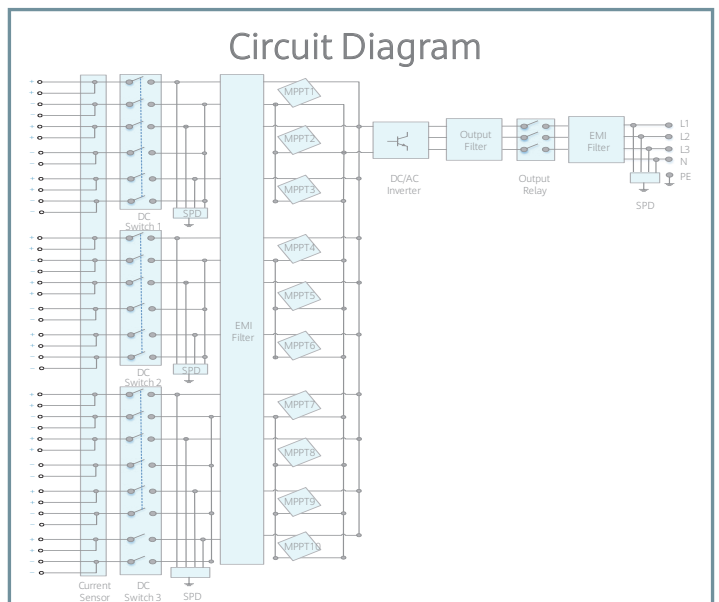 Circuit Diagram
MPPT1
MPPT2
MPPT3
MPPT4
MPPT5
MPPT6
MPPT7
MPPT8
MPPT9
MPPT10
DC
Switch 1
SPD
DC
Switch 2
SPD
EMI
Filter
Current
Sensor
DC
Switch 3
SPD
DC/AC
Inverter
Output
Filter
Output
Relay
EMI
Filter
L1
L2
L3
N
PE
SPD